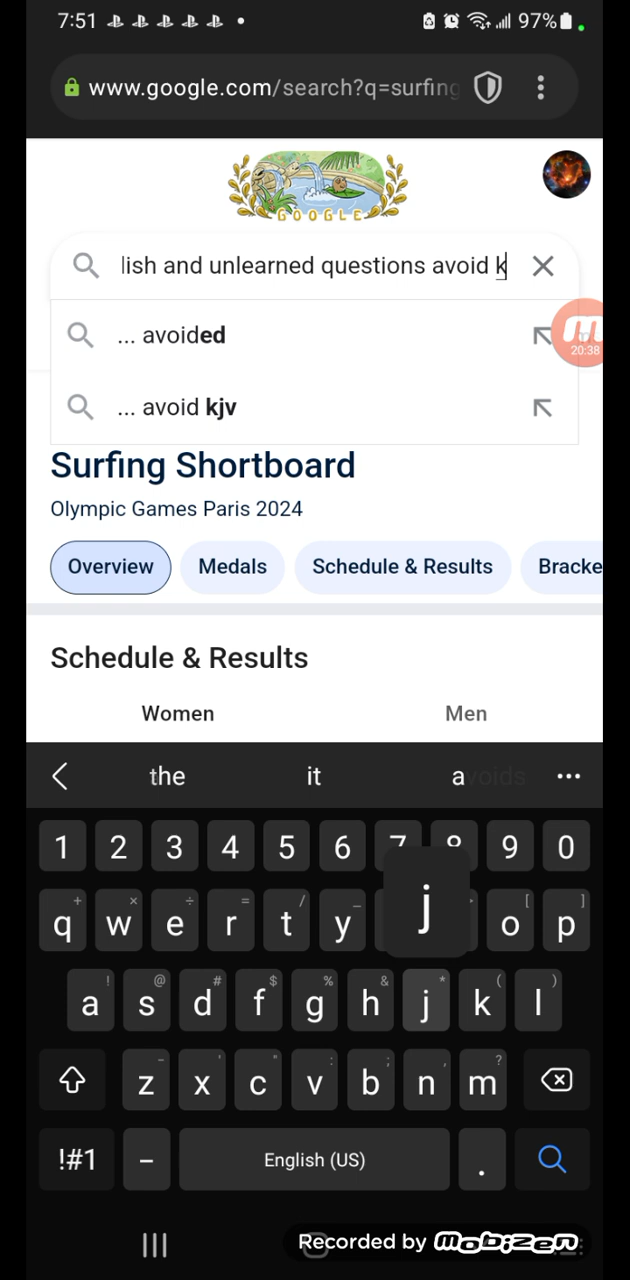 7:51
97%
www.google.com/search?q=surfing
GOOGLE
lish and unlearned questions avoid k
... avoided
20:38
... avoid kjv
Surfing Shortboard
Olympic Games Paris 2024
Overview Medals Schedule & Results Bracke
Schedule & Results
Women Men
the it avoids
1 2 3 4 5 6 7 8 9 0
+ × ÷ = / _ [ ]
q w e r t y j o p
! @ # $ % & * ( )
a s d f g h j k l
- ' " : ; , ?
z x c v b n m
!#1 – English (US) .
Recorded by mobizen